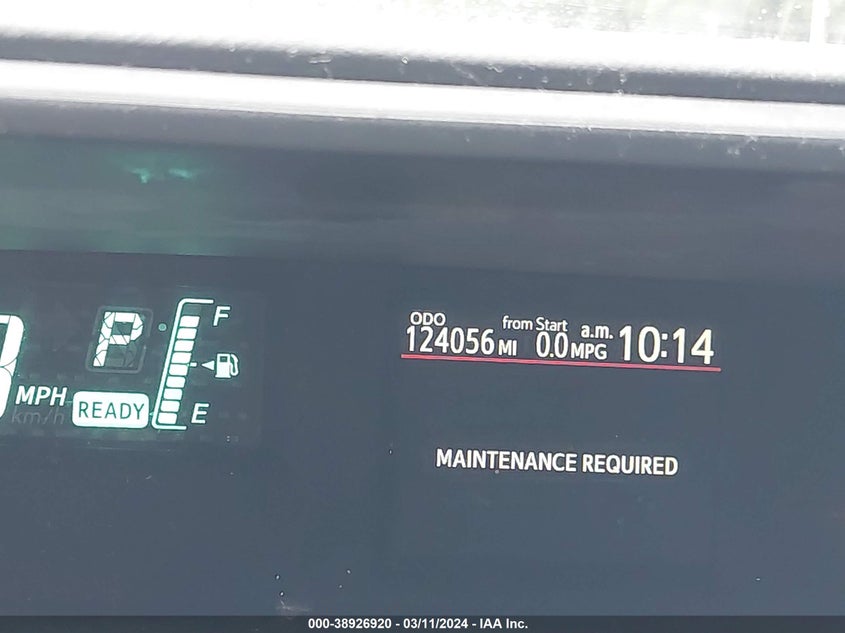 P
F
MPH
km/h
READY
E
ODO from Start a.m.
124056 MI 0.0 MPG 10:14
MAINTENANCE REQUIRED
000-38926920 - 03/11/2024 - IAA Inc.